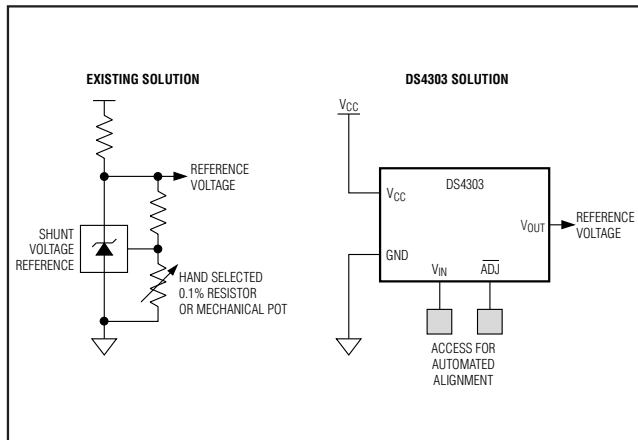 EXISTING SOLUTION
REFERENCE
VOLTAGE
SHUNT
VOLTAGE
REFERENCE
HAND SELECTED
0.1% RESISTOR
OR MECHANICAL POT
DS4303 SOLUTION
VCC
DS4303
VCC
VOUT
REFERENCE
VOLTAGE
GND
VIN
ADJ
ACCESS FOR
AUTOMATED
ALIGNMENT